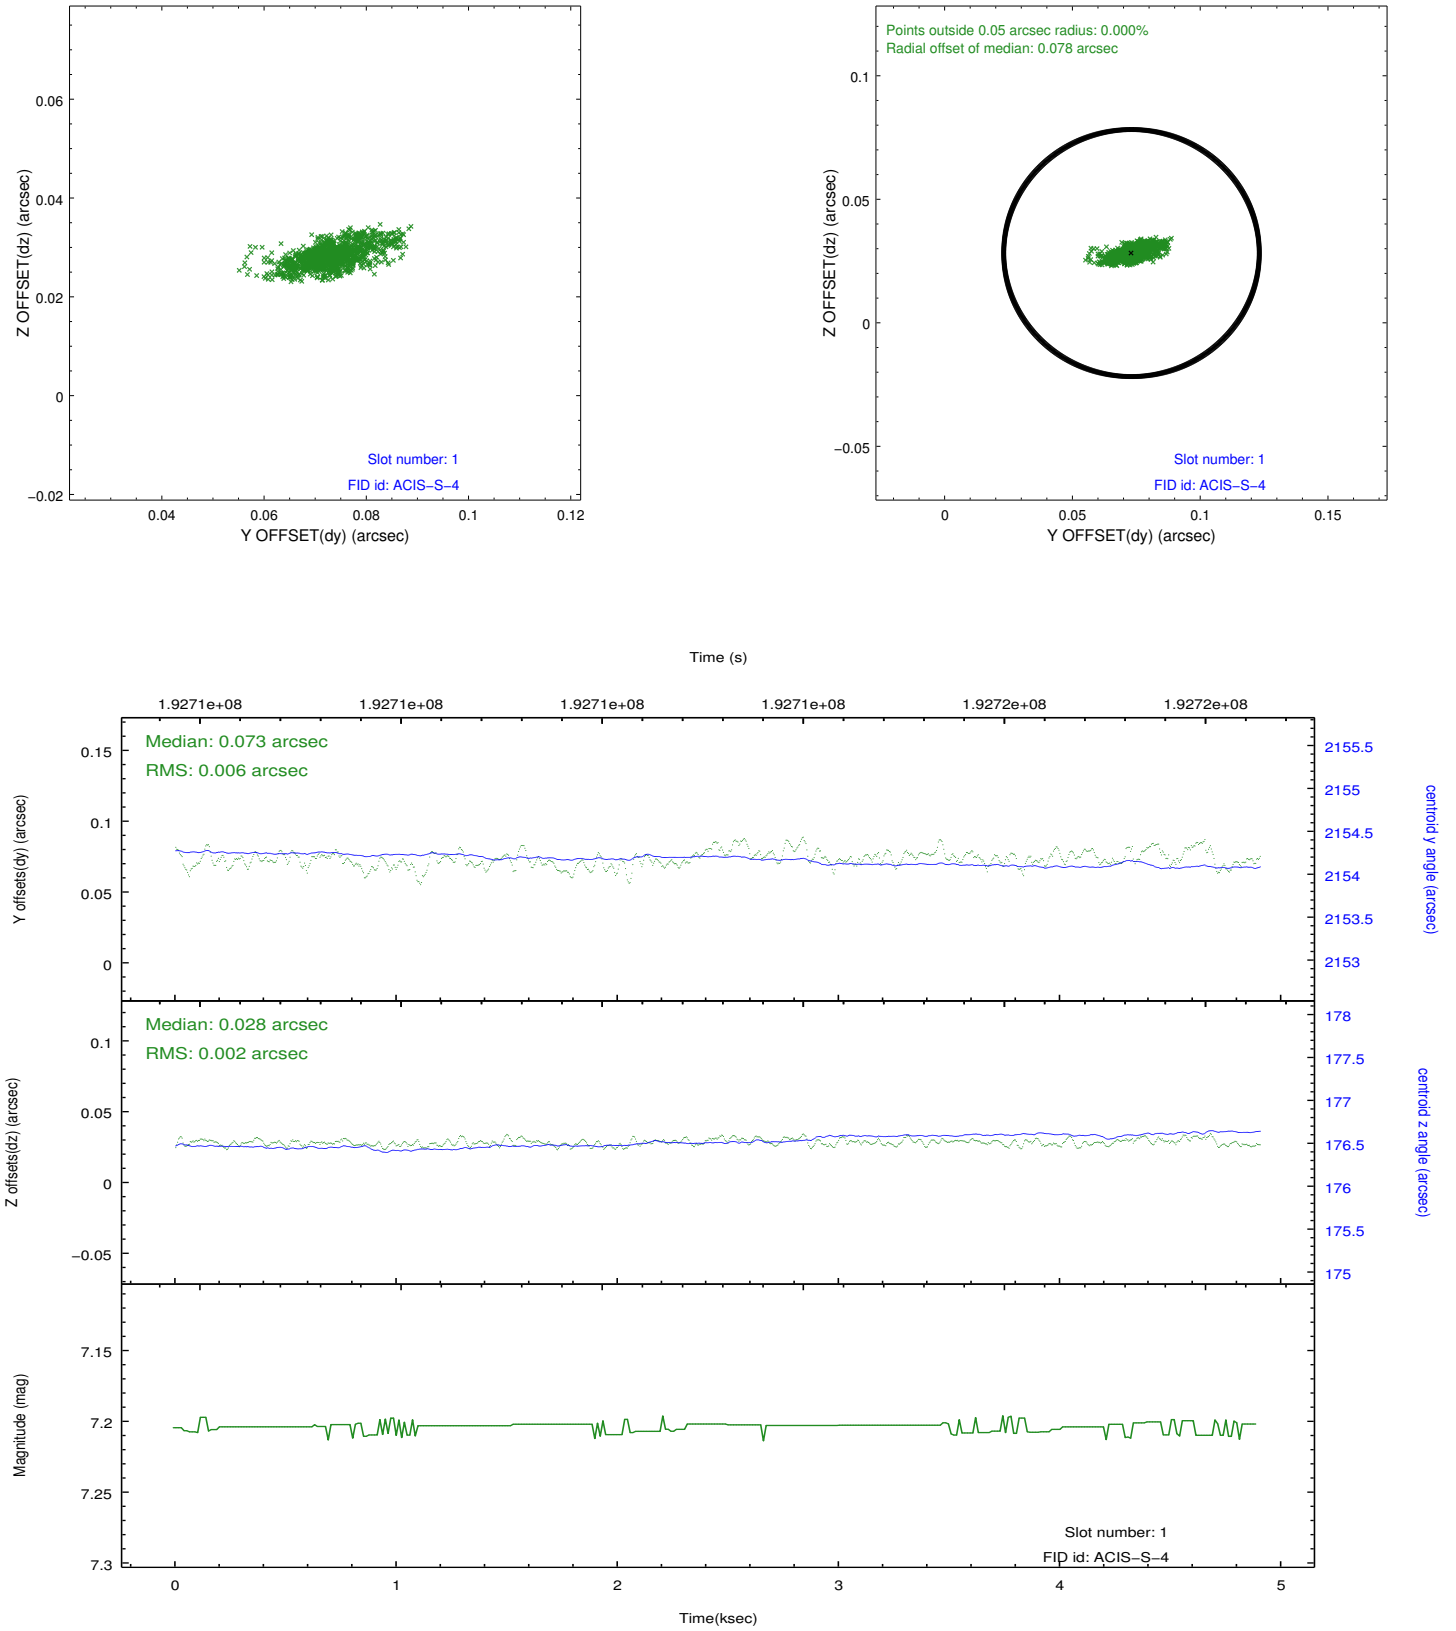 0.06
0.04
0.02
0
−0.02
Z OFFSET(dz) (arcsec)
Slot number: 1
FID id: ACIS−S−4
0.04 0.06 0.08 0.1 0.12
Y OFFSET(dy) (arcsec)
Points outside 0.05 arcsec radius: 0.000%
Radial offset of median: 0.078 arcsec
0.1
0.05
0
−0.05
Z OFFSET(dz) (arcsec)
Slot number: 1
FID id: ACIS−S−4
0 0.05 0.1 0.15
Y OFFSET(dy) (arcsec)
Time (s)
1.9271e+08 1.9271e+08 1.9271e+08 1.9271e+08 1.9272e+08 1.9272e+08
Median: 0.073 arcsec
RMS: 0.006 arcsec
0.15
0.1
0.05
0
Y offsets(dy) (arcsec)
2155.5
2155
2154.5
2154
2153.5
2153
centroid y angle (arcsec)
Median: 0.028 arcsec
RMS: 0.002 arcsec
0.1
0.05
0
−0.05
Z offsets(dz) (arcsec)
178
177.5
177
176.5
176
175.5
175
centroid z angle (arcsec)
7.15
7.2
7.25
7.3
Magnitude (mag)
Slot number: 1
FID id: ACIS−S−4
0 1 2 3 4 5
Time(ksec)